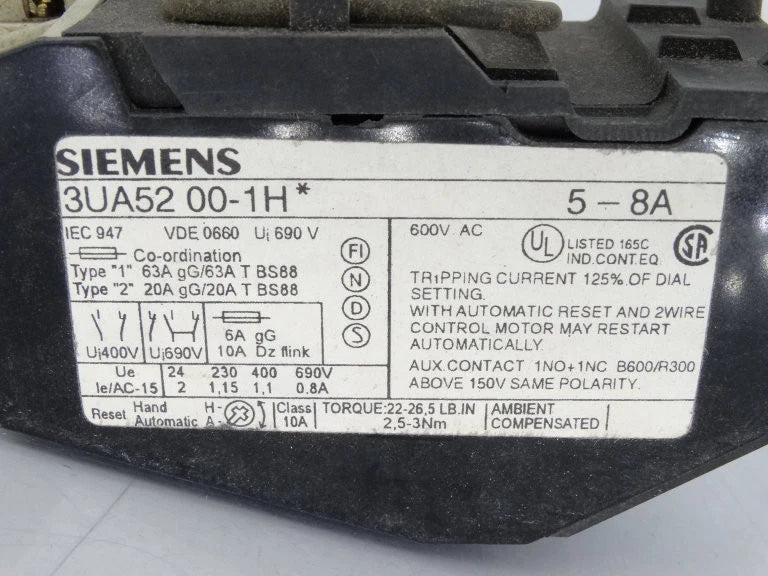 SIEMENS
3UA52 00-1H* 5 – 8A
IEC 947 VDE 0660 Ui 690 V
Co-ordination
Type "1" 63A gG/63A T BS88
Type "2" 20A gG/20A T BS88
FI
N
D
S
Ui400V Ui690V
6A gG
10A Dz flink
Ue 24 230 400 690V
Ie/AC-15 2 1,15 1,1 0.8A
600V. AC
UL LISTED 165C
IND.CONT.EQ.
SA
TRIPPING CURRENT 125%.OF DIAL
SETTING.
WITH AUTOMATIC RESET AND 2WIRE
CONTROL MOTOR MAY RESTART
AUTOMATICALLY.
AUX.CONTACT 1NO+1NC B600/R300
ABOVE 150V SAME POLARITY.
Reset Hand H-
Automatic A-
Class
10A
TORQUE:22-26,5 LB.IN
2,5-3Nm
AMBIENT
COMPENSATED